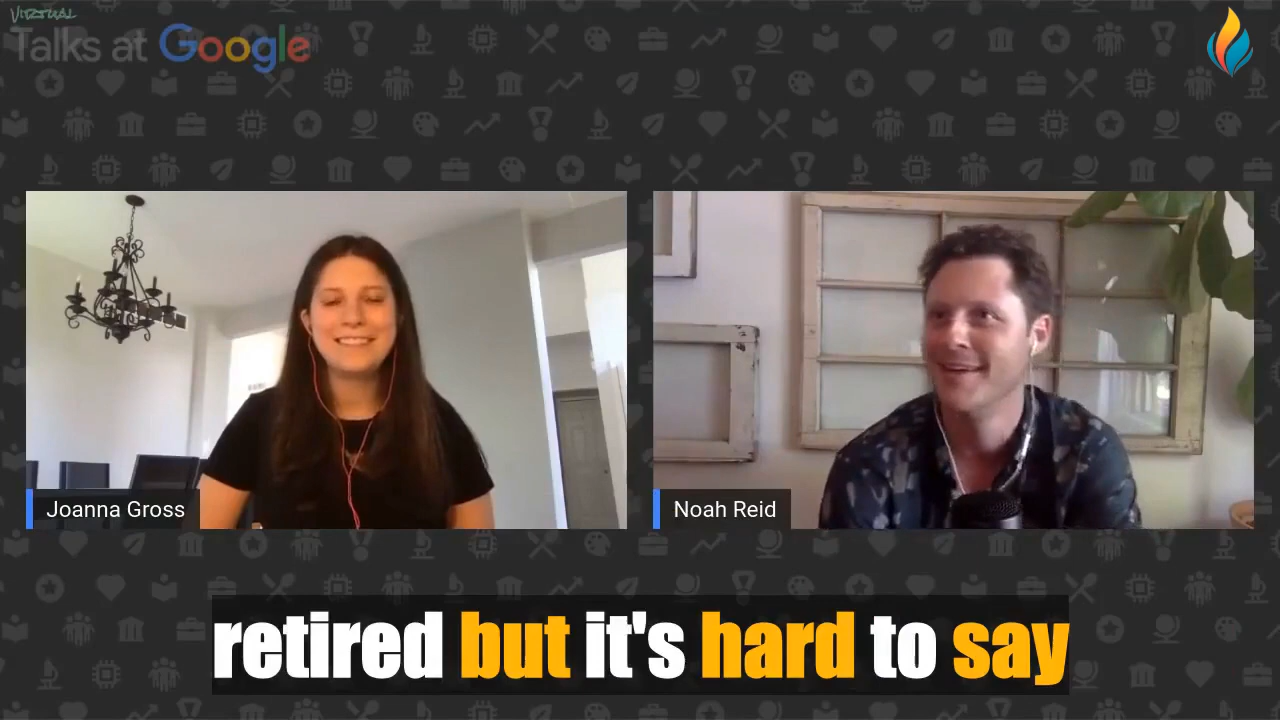 VIRTUAL
Talks at Google
Joanna Gross
Noah Reid
retired but it's hard to say